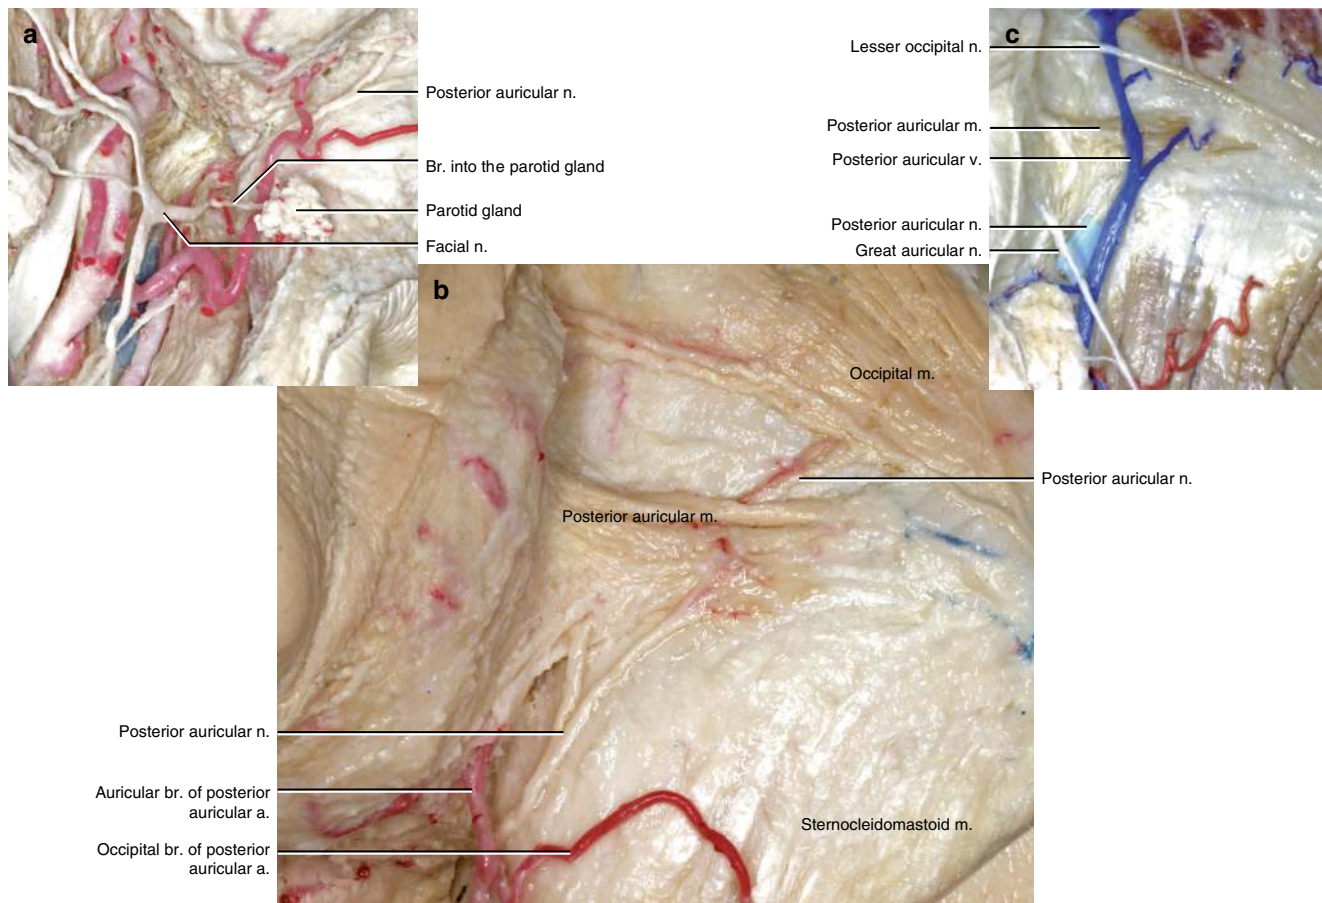 a
Posterior auricular n.
Br. into the parotid gland
Parotid gland
Facial n.
c
Lesser occipital n.
Posterior auricular m.
Posterior auricular v.
Posterior auricular n.
Great auricular n.
b
Occipital m.
Posterior auricular n.
Posterior auricular m.
Posterior auricular n.
Auricular br. of posterior
auricular a.
Occipital br. of posterior
auricular a.
Sternocleidomastoid m.